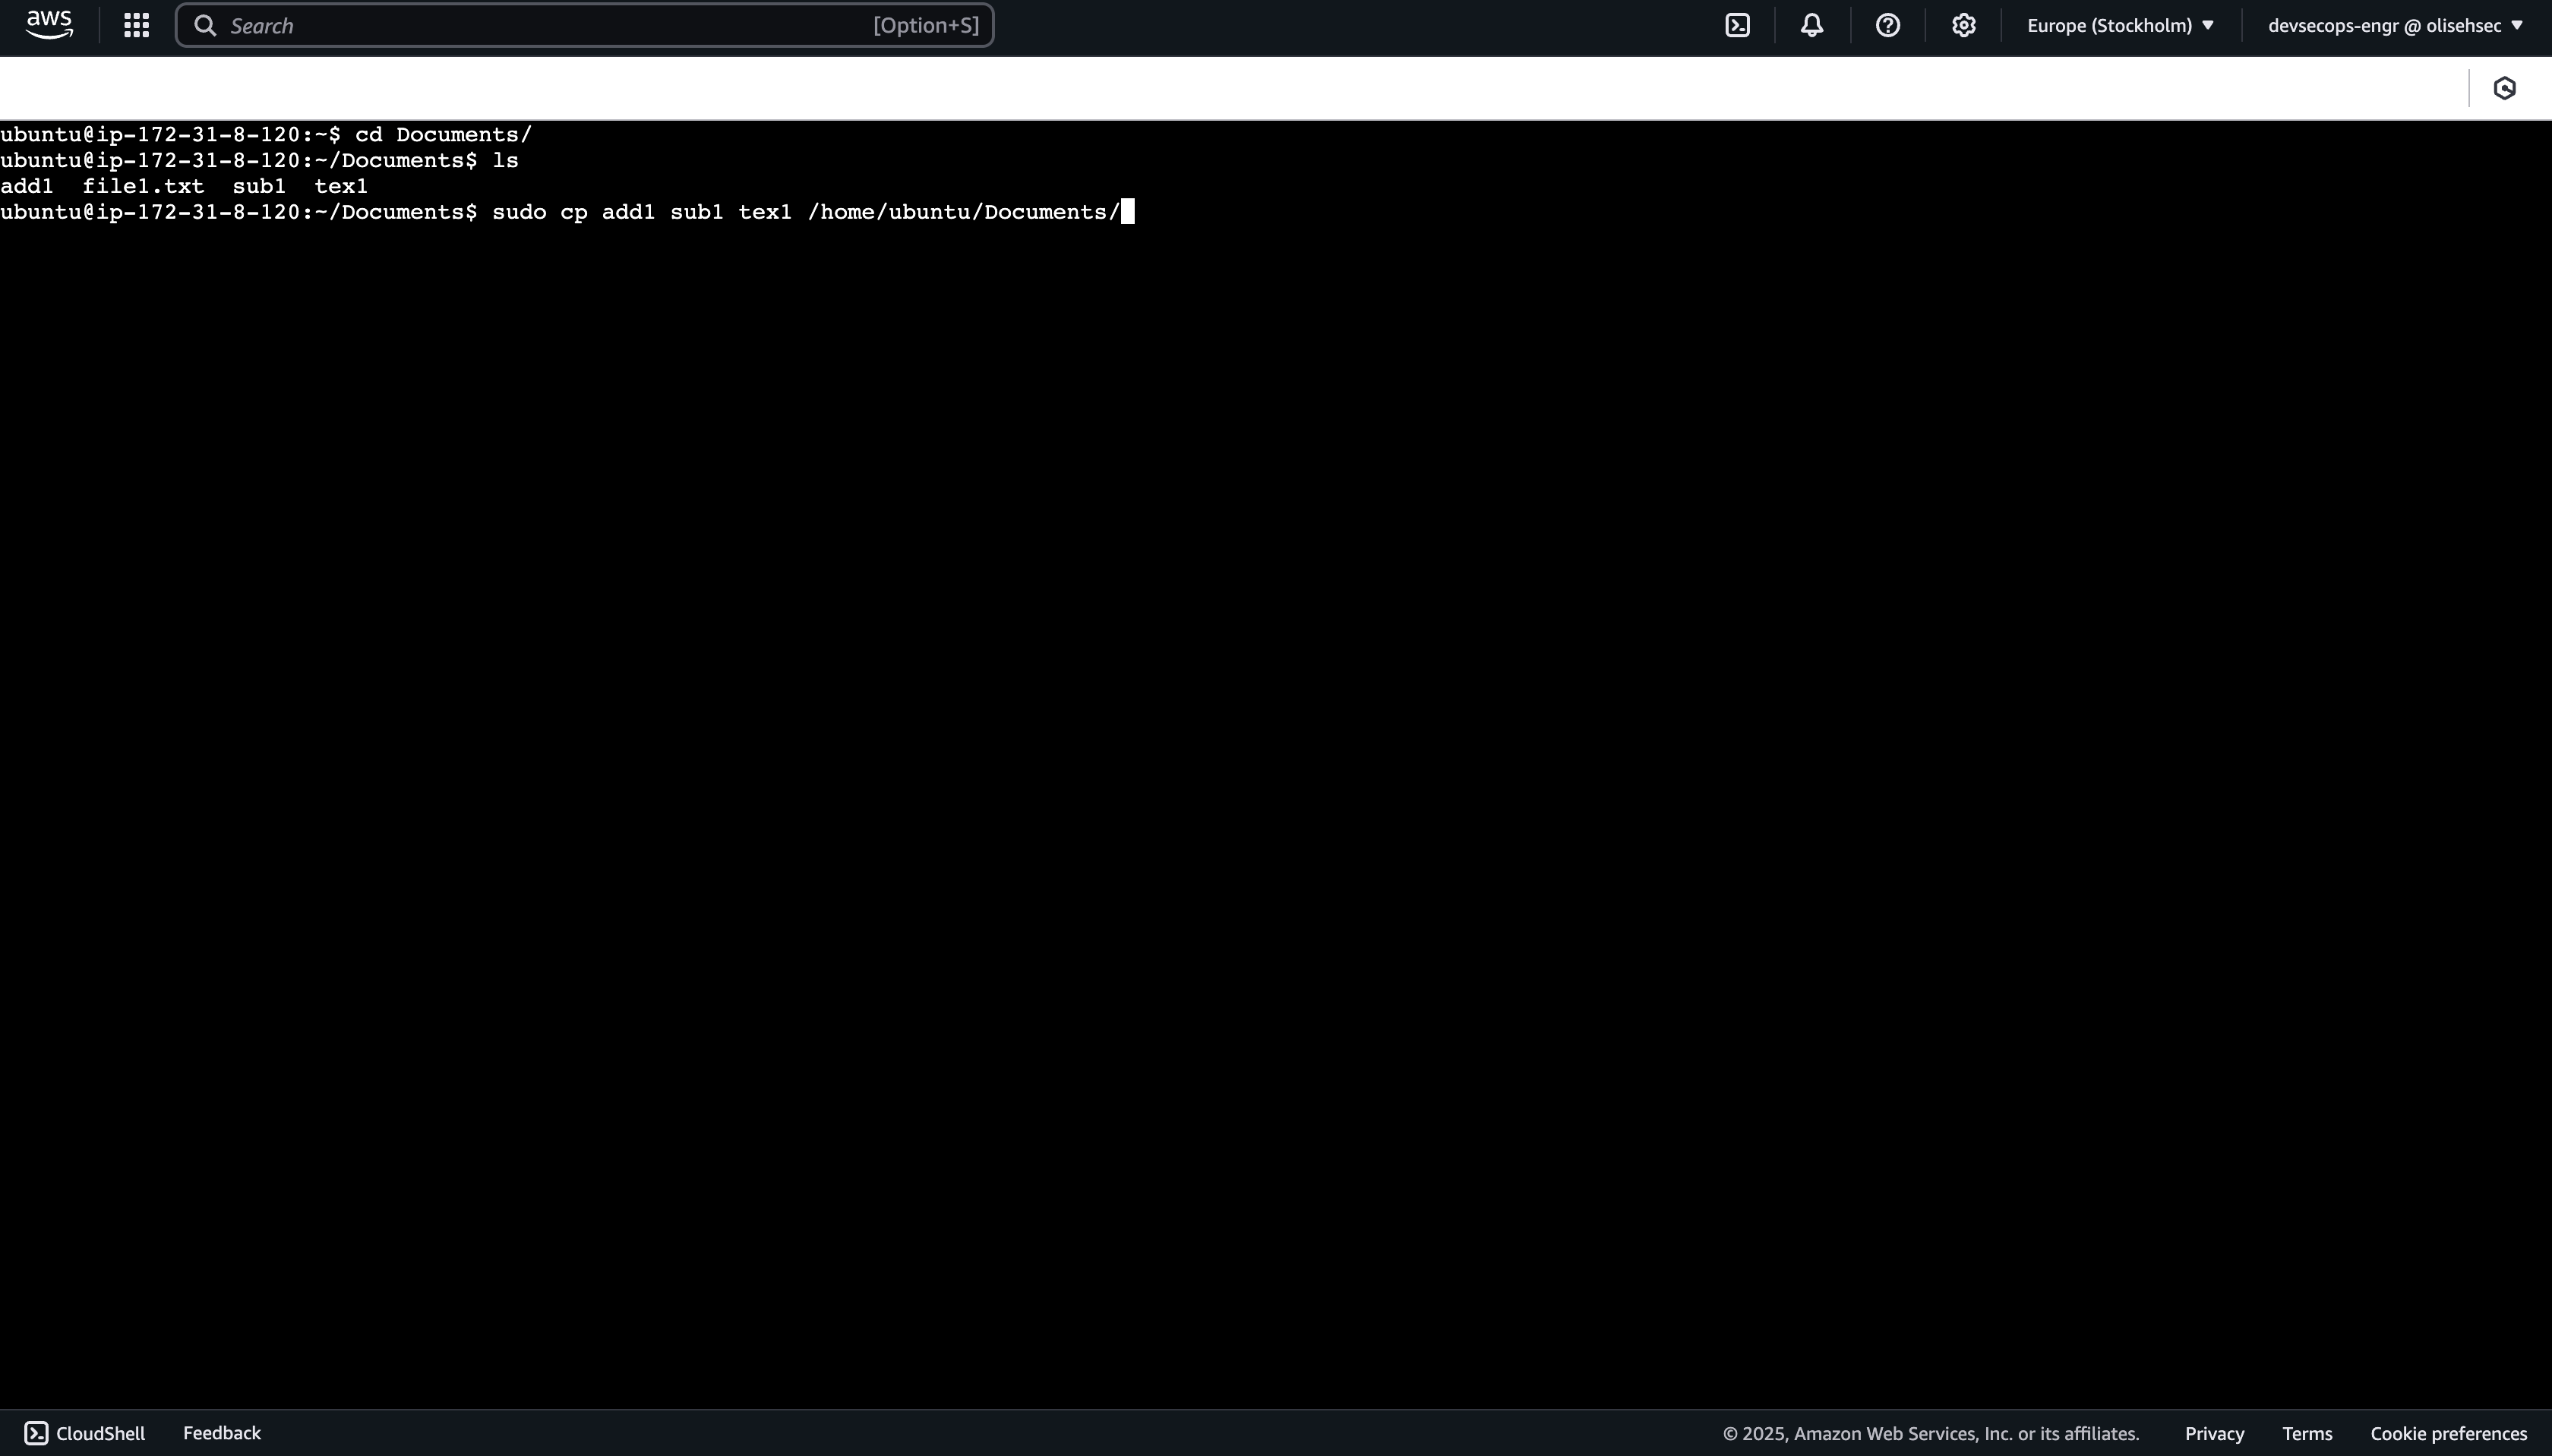 aws
Search [Option+S]
Europe (Stockholm)
devsecops-engr @ olisehsec
ubuntu@ip-172-31-8-120:~$ cd Documents/
ubuntu@ip-172-31-8-120:~/Documents$ ls
add1  file1.txt  sub1  tex1
ubuntu@ip-172-31-8-120:~/Documents$ sudo cp add1 sub1 tex1 /home/ubuntu/Documents/
CloudShell
Feedback
© 2025, Amazon Web Services, Inc. or its affiliates.
Privacy
Terms
Cookie preferences